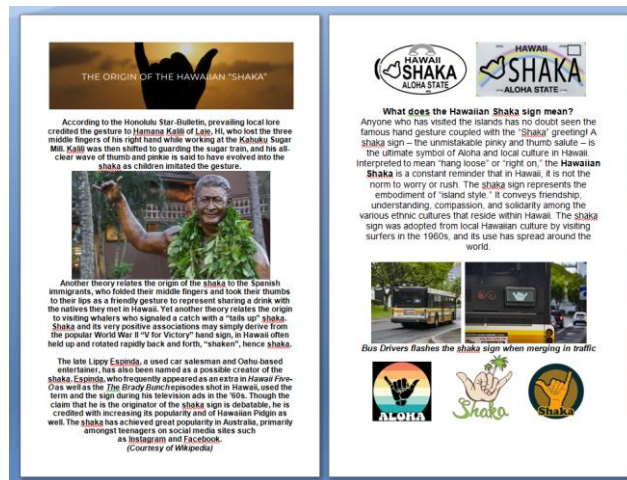 THE ORIGIN OF THE HAWAIIAN "SHAKA"
According to the Honolulu Star-Bulletin, prevailing local lore
credited the gesture to Hamana Kalili of Laie, HI, who lost the three
middle fingers of his right hand while working at the Kahuku Sugar
Mill. Kalili was then shifted to guarding the sugar train, and his all-
clear wave of thumb and pinkie is said to have evolved into the
shaka as children imitated the gesture.
Another theory relates the origin of the shaka to the Spanish
immigrants, who folded their middle fingers and took their thumbs
to their lips as a friendly gesture to represent sharing a drink with
the natives they met in Hawaii. Yet another theory relates the origin
to visiting whalers who signaled a catch with a "tails up" shaka.
Shaka and its very positive associations may simply derive from
the popular World War II "V for Victory" hand sign, in Hawaii often
held up and rotated rapidly back and forth, "shaken", hence shaka.
The late Lippy Espinda, a used car salesman and Oahu-based
entertainer, has also been named as a possible creator of the
shaka. Espinda, who frequently appeared as an extra in Hawaii Five-
O as well as the The Brady Bunch episodes shot in Hawaii, used the
term and the sign during his television ads in the '60s. Though the
claim that he is the originator of the shaka sign is debatable, he is
credited with increasing its popularity and of Hawaiian Pidgin as
well. The shaka has achieved great popularity in Australia, primarily
amongst teenagers on social media sites such
as Instagram and Facebook.
(Courtesy of Wikipedia)
HAWAII
SHAKA
ALOHA STATE
HAWAII
SHAKA
ALOHA STATE
What does the Hawaiian Shaka sign mean?
Anyone who has visited the islands has no doubt seen the
famous hand gesture coupled with the "Shaka" greeting! A
shaka sign – the unmistakable pinky and thumb salute – is
the ultimate symbol of Aloha and local culture in Hawaii.
Interpreted to mean "hang loose" or "right on," the Hawaiian
Shaka is a constant reminder that in Hawaii, it is not the
norm to worry or rush. The shaka sign represents the
embodiment of "island style." It conveys friendship,
understanding, compassion, and solidarity among the
various ethnic cultures that reside within Hawaii. The shaka
sign was adopted from local Hawaiian culture by visiting
surfers in the 1960s, and its use has spread around the
world.
Bus Drivers flashes the shaka sign when merging in traffic
ALOHA
Shaka
Shaka